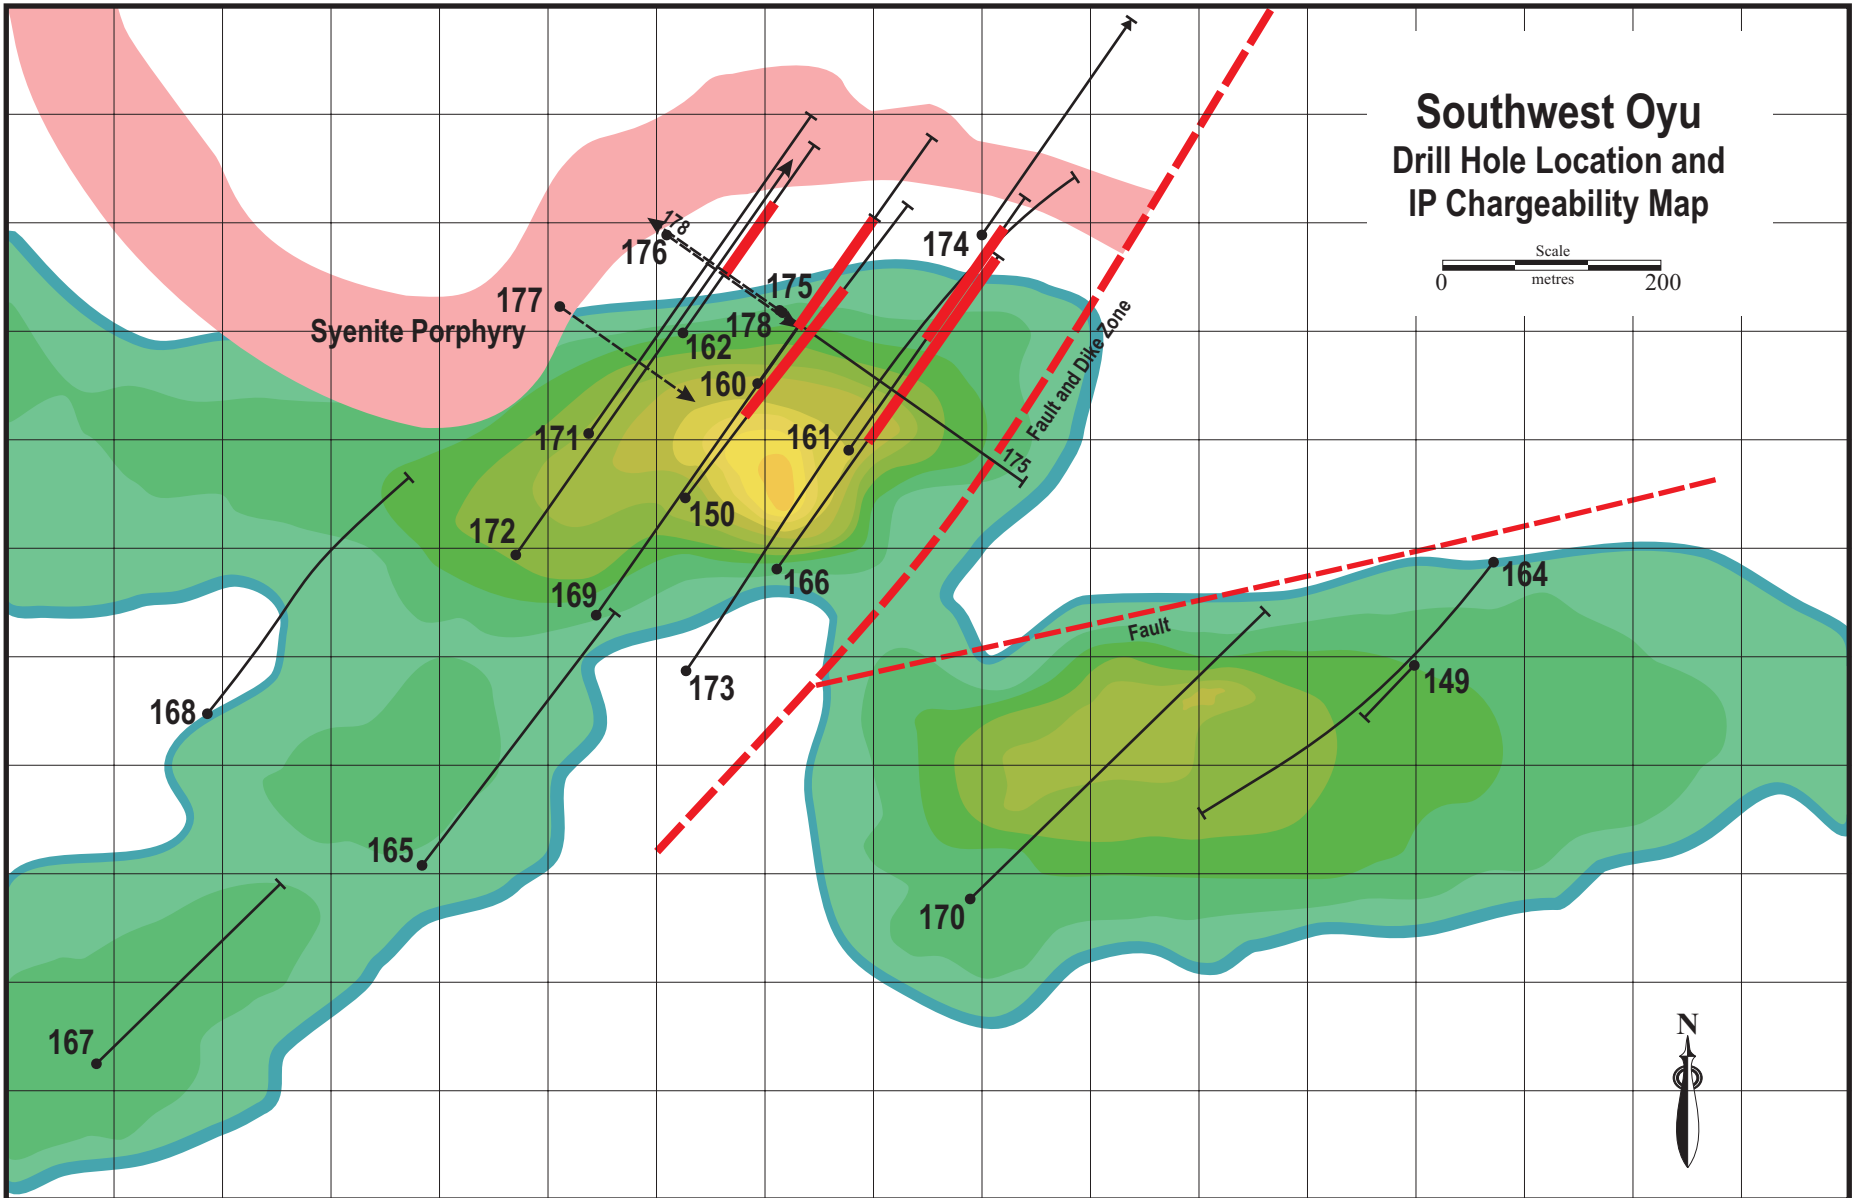 Southwest Oyu
Drill Hole Location and
IP Chargeability Map
Scale
0 metres 200
178
176
174
175
177
178
Syenite Porphyry
162
160
Fault and Dike Zone
171
161
175
150
172
166
164
169
Fault
173
149
168
165
170
167
N